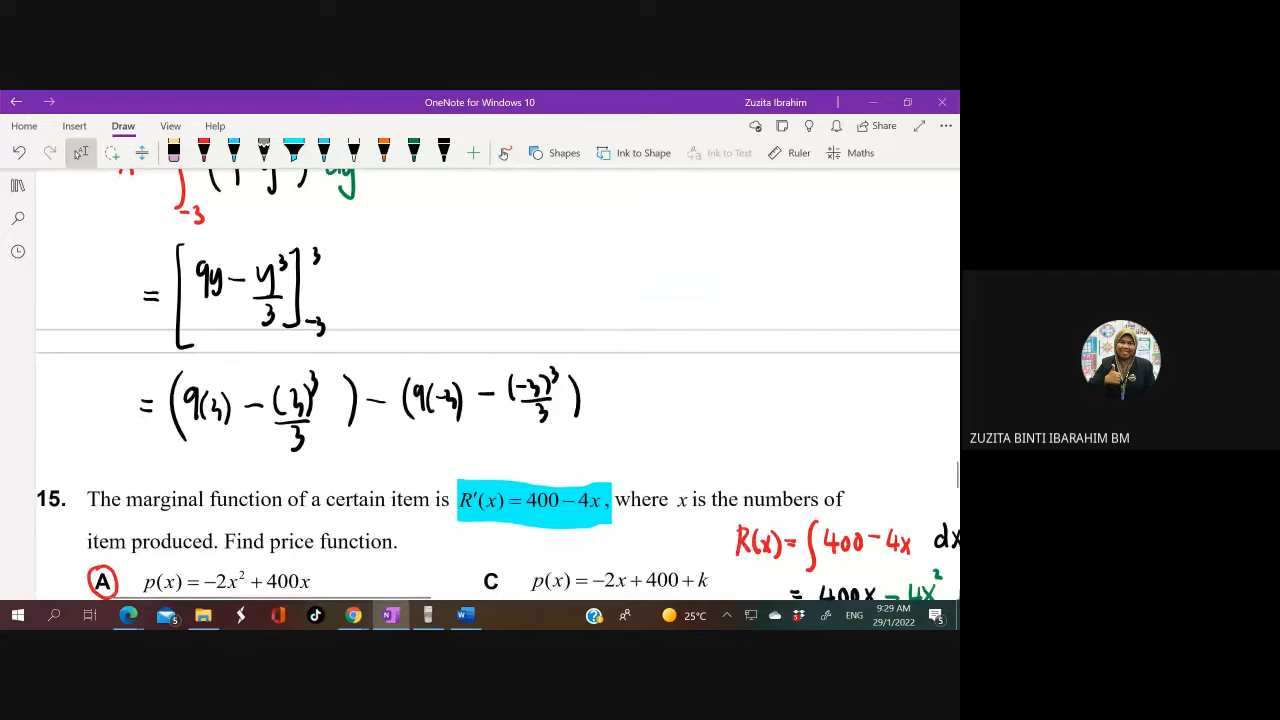 OneNote for Windows 10
Zuzita Ibrahim
Home Insert Draw View Help
Share
Shapes Ink to Shape Ink to Text Ruler Maths
-3
= [9y - y³/3]³₋₃
= (9(3) - (3)³/3) - (9(-3) - (-3)³/3)
15. The marginal function of a certain item is R'(x) = 400 - 4x, where x is the numbers of
item produced. Find price function.
R(x) = ∫ 400 - 4x dx
A p(x) = -2x² + 400x C p(x) = -2x + 400 + k
= 400x - 4x²
ZUZITA BINTI IBARAHIM BM
5
25°C
ENG
9:29 AM
29/1/2022
5